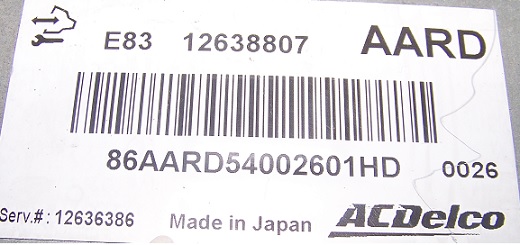 E83 12638807 AARD
86AARD54002601HD 0026
Serv.#: 12636386 Made in Japan ACDelco